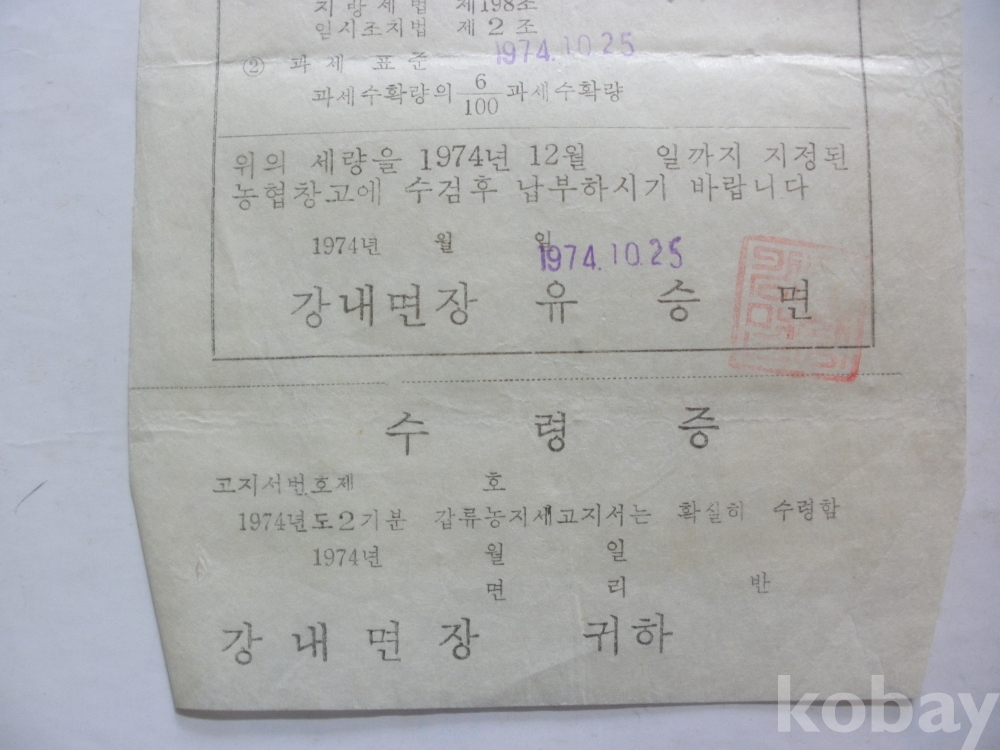 지방세법 제198조
임시조치법 제2조
1974.10.25
② 과세표준
과세수확량의 6/100 과세수확량
위의 세량을 1974년 12월 일까지 지정된
농협창고에 수검후 납부하시기 바랍니다
1974년 월 일
1974.10.25
강내면장 유승면
수령증
고지서번호제 호
1974년도2기분 갑류농지세고지서는 확실히 수령함
1974년 월 일
면 리 반
강내면장 귀하
kobay